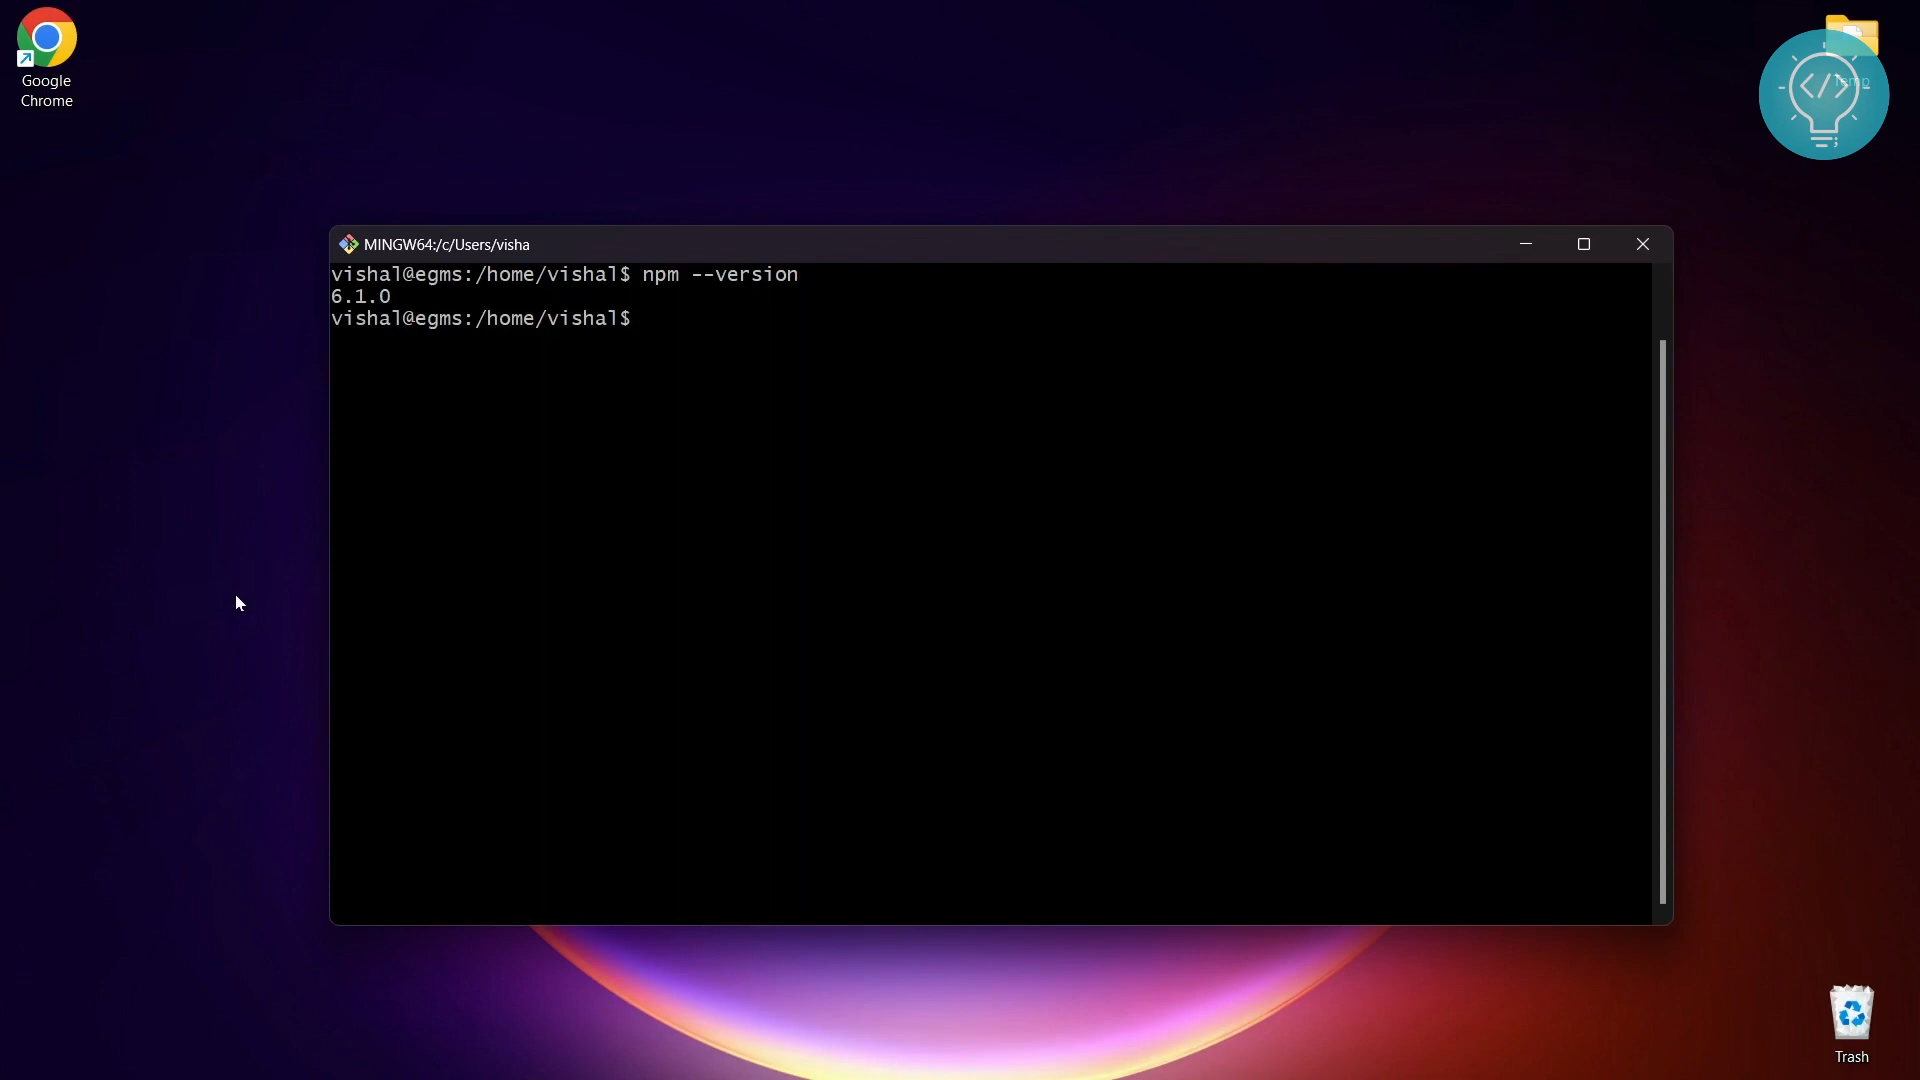 Google
Chrome
Temp
</>
;
MINGW64:/c/Users/visha
vishal@egms:/home/vishal$ npm --version
6.1.0
vishal@egms:/home/vishal$
Trash